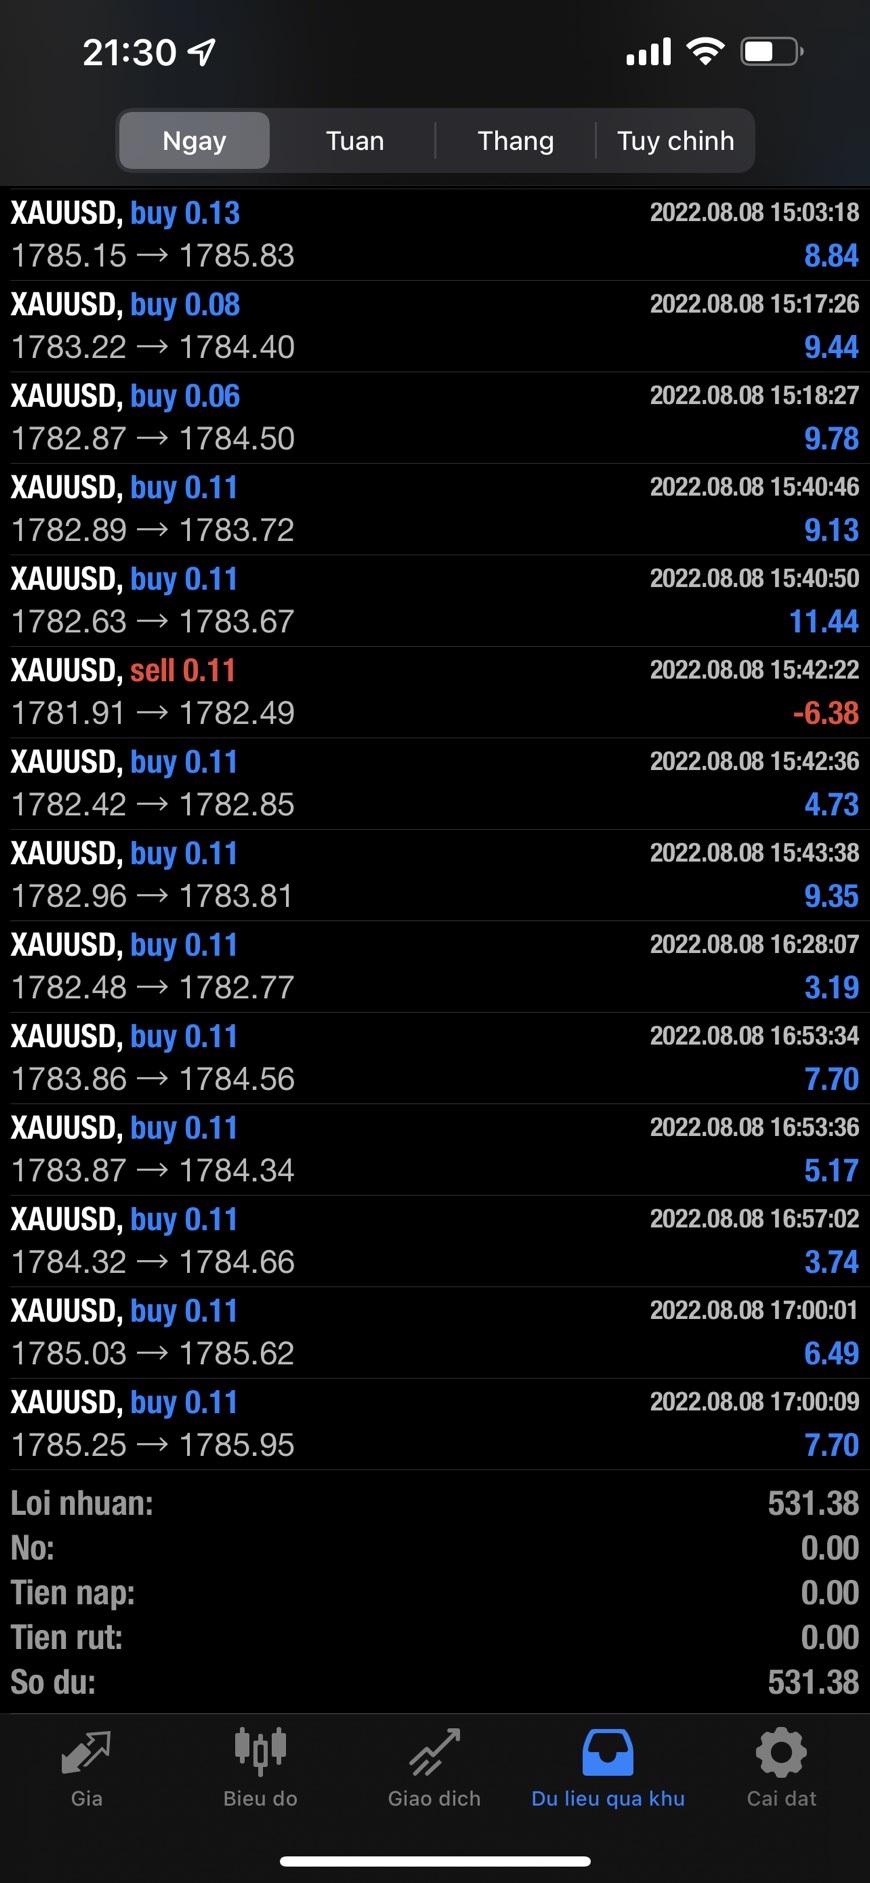 21:30
Ngay Tuan Thang Tuy chinh
XAUUSD, buy 0.13 2022.08.08 15:03:18
1785.15 → 1785.83 8.84
XAUUSD, buy 0.08 2022.08.08 15:17:26
1783.22 → 1784.40 9.44
XAUUSD, buy 0.06 2022.08.08 15:18:27
1782.87 → 1784.50 9.78
XAUUSD, buy 0.11 2022.08.08 15:40:46
1782.89 → 1783.72 9.13
XAUUSD, buy 0.11 2022.08.08 15:40:50
1782.63 → 1783.67 11.44
XAUUSD, sell 0.11 2022.08.08 15:42:22
1781.91 → 1782.49 -6.38
XAUUSD, buy 0.11 2022.08.08 15:42:36
1782.42 → 1782.85 4.73
XAUUSD, buy 0.11 2022.08.08 15:43:38
1782.96 → 1783.81 9.35
XAUUSD, buy 0.11 2022.08.08 16:28:07
1782.48 → 1782.77 3.19
XAUUSD, buy 0.11 2022.08.08 16:53:34
1783.86 → 1784.56 7.70
XAUUSD, buy 0.11 2022.08.08 16:53:36
1783.87 → 1784.34 5.17
XAUUSD, buy 0.11 2022.08.08 16:57:02
1784.32 → 1784.66 3.74
XAUUSD, buy 0.11 2022.08.08 17:00:01
1785.03 → 1785.62 6.49
XAUUSD, buy 0.11 2022.08.08 17:00:09
1785.25 → 1785.95 7.70
Loi nhuan: 531.38
No: 0.00
Tien nap: 0.00
Tien rut: 0.00
So du: 531.38
Gia Bieu do Giao dich Du lieu qua khu Cai dat